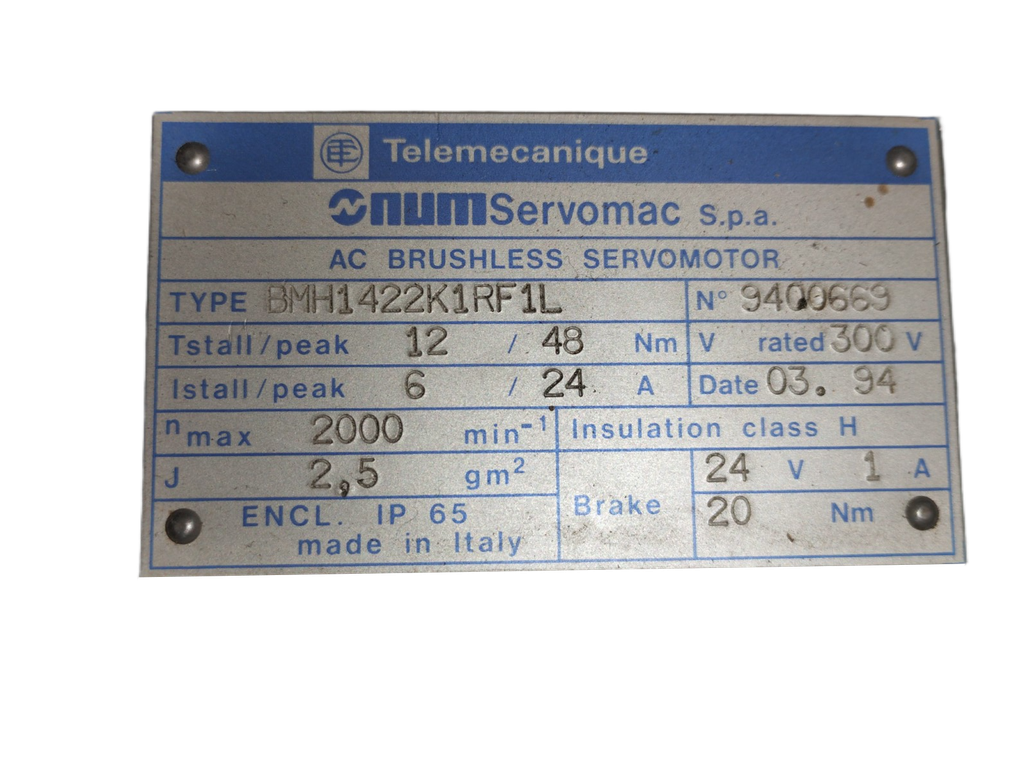 Telemecanique
num Servomac S.p.a.
AC BRUSHLESS SERVOMOTOR
TYPE BMH1422K1RF1L N° 9400669
Tstall/peak 12 / 48 Nm V rated 300 V
Istall/peak 6 / 24 A Date 03. 94
n max 2000 min⁻¹ Insulation class H
J 2,5 gm² Brake 24 V 1 A
ENCL. IP 65 20 Nm
made in Italy